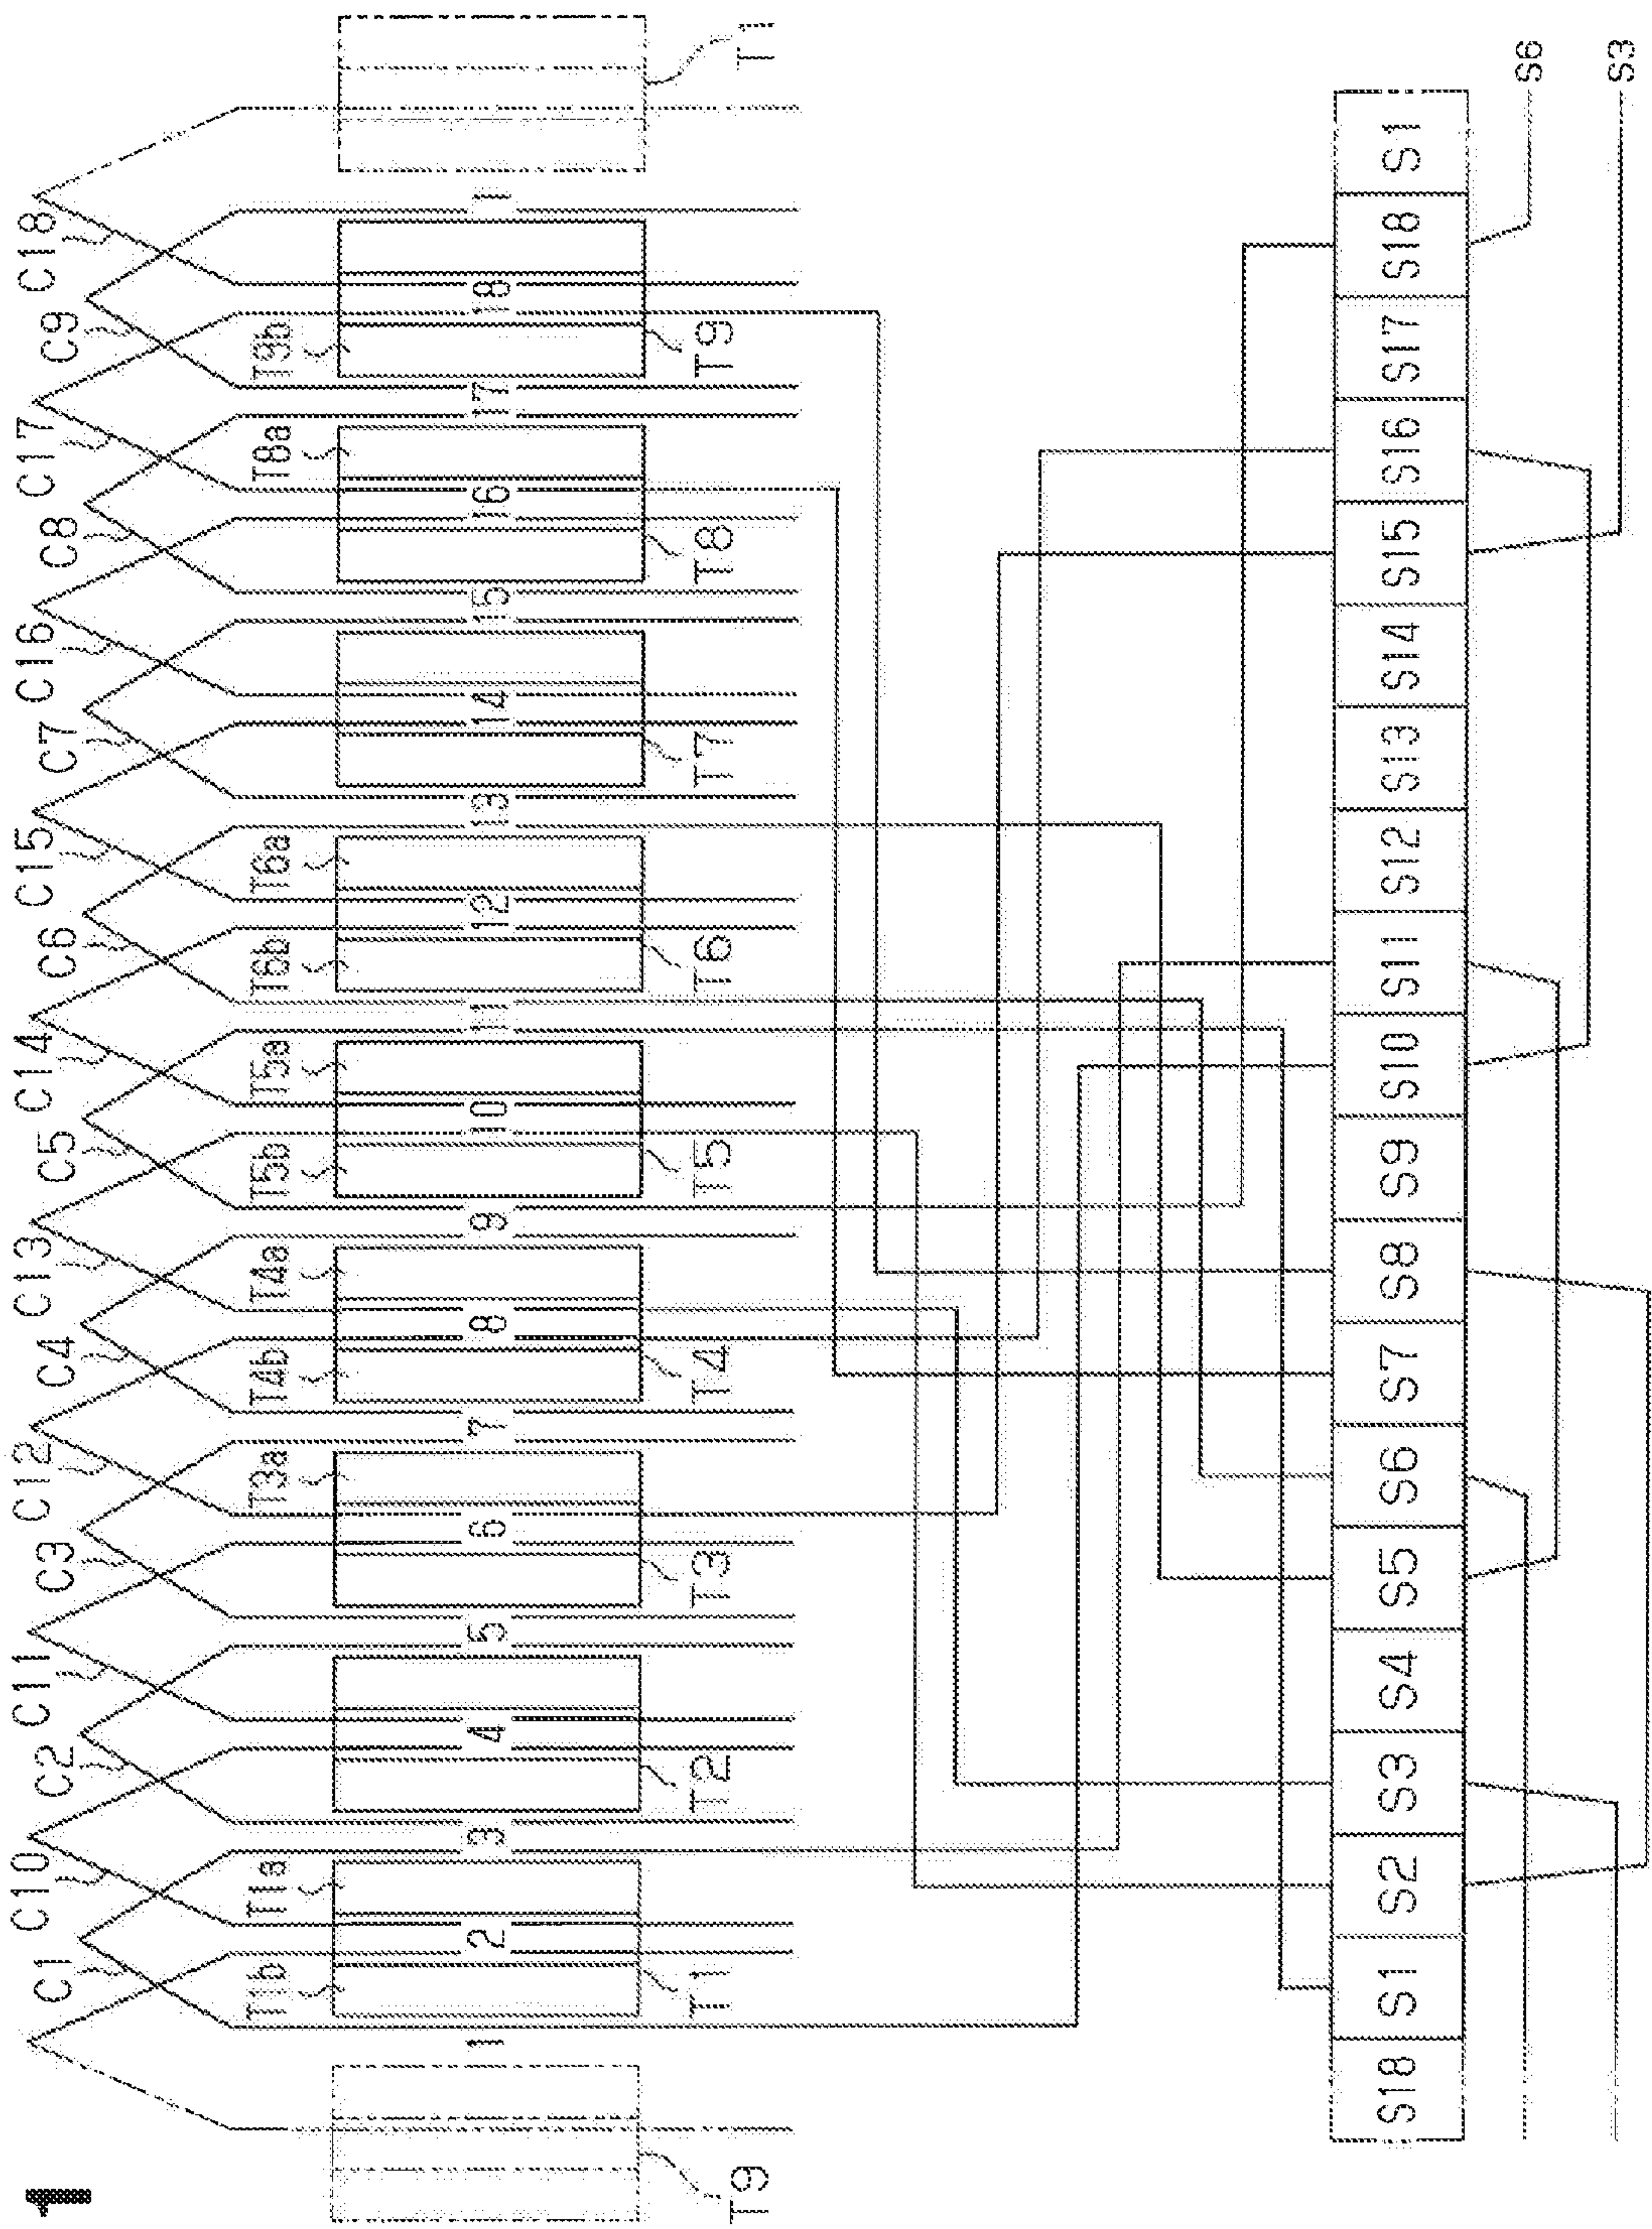 1
C1 C10 C2 C11 C3 C12 C4 C13 C5 C14 C6 C15 C7 C16 C8 C17 C9 C18
T1b T1a T3a T4b T4a T5b T5a T6b T6a T8a T9b
1 2 3 4 5 6 7 8 9 10 11 12 13 14 15 16 17 18 1
T9 T1 T2 T3 T4 T5 T6 T7 T8 T9 T1
S18 S1 S2 S3 S4 S5 S6 S7 S8 S9 S10 S11 S12 S13 S14 S15 S16 S17 S18 S1
S6
S3